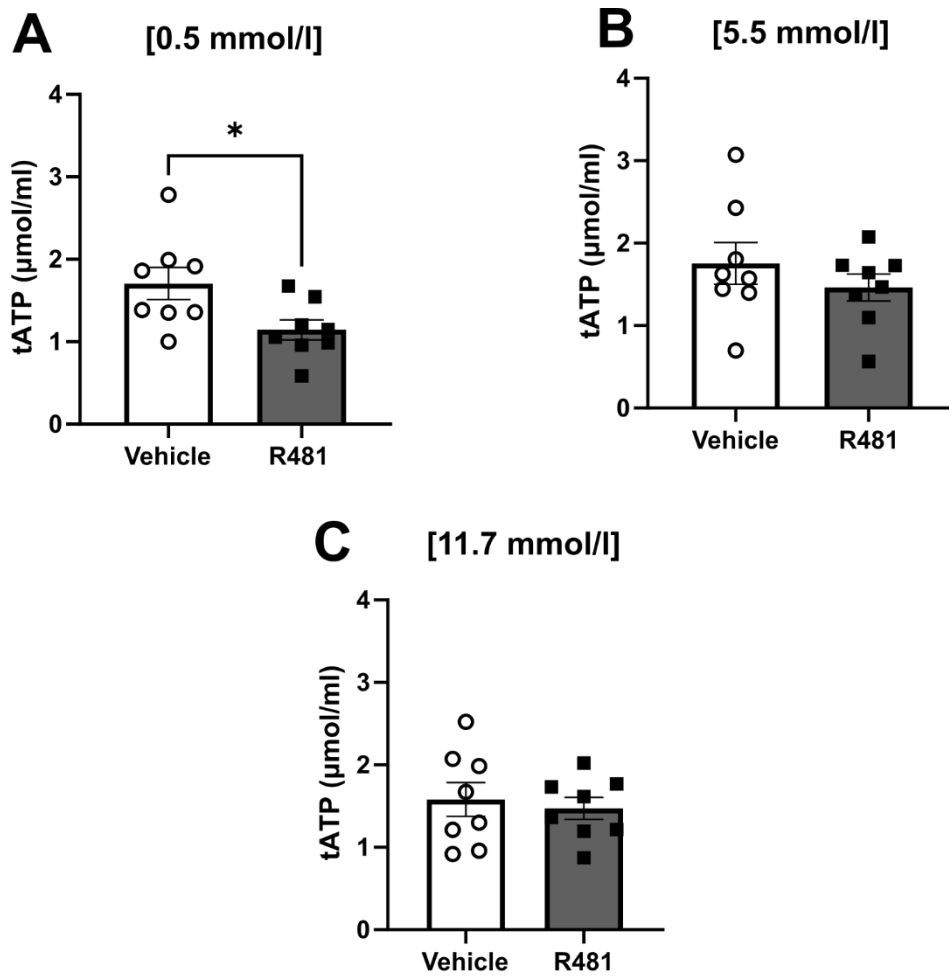 A
[0.5 mmol/l]
tATP (µmol/ml)
4
3
2
1
0
*
Vehicle
R481
B
[5.5 mmol/l]
tATP (µmol/ml)
4
3
2
1
0
Vehicle
R481
C
[11.7 mmol/l]
tATP (µmol/ml)
4
3
2
1
0
Vehicle
R481